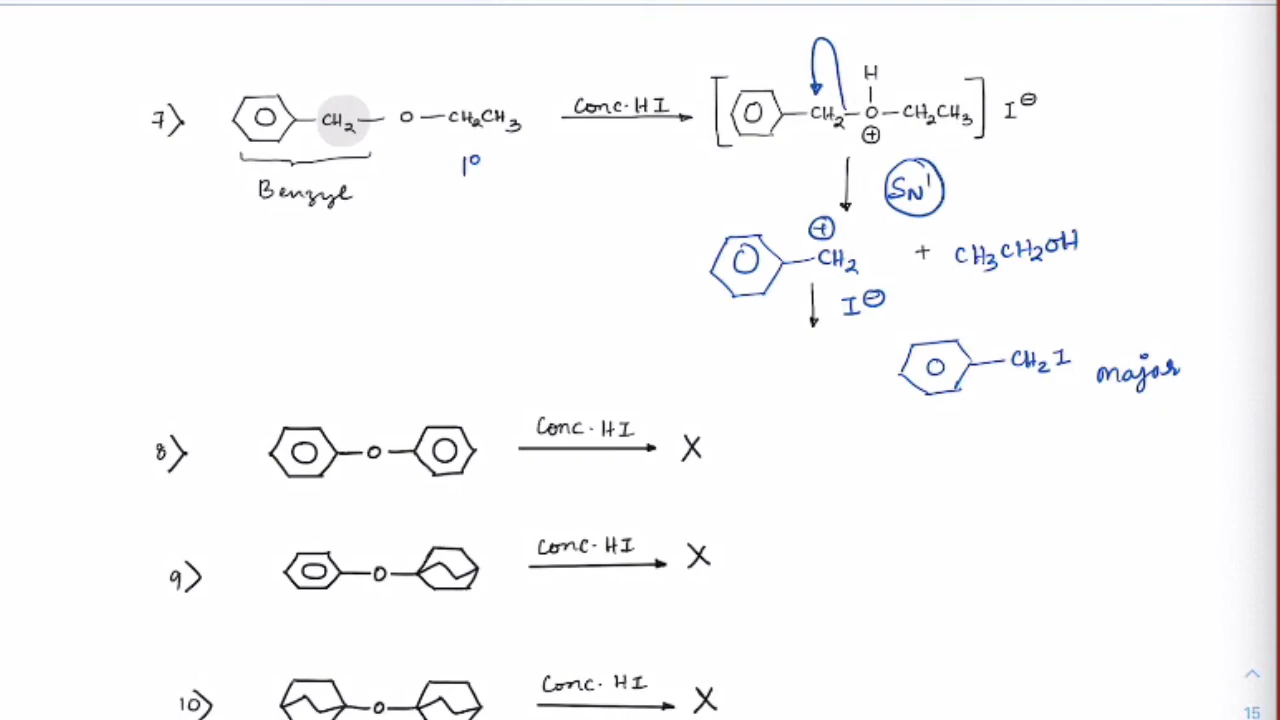 7) CH₂ — O — CH₂CH₃ Conc. HI [ CH₂ — O — CH₂CH₃ ] I⊖
H
⊕
1°
Benzyl
SN¹
⊕
CH₂ + CH₃CH₂OH
I⊖
CH₂I major
8) O Conc. HI X
9) O Conc. HI X
10) O Conc. HI X
15